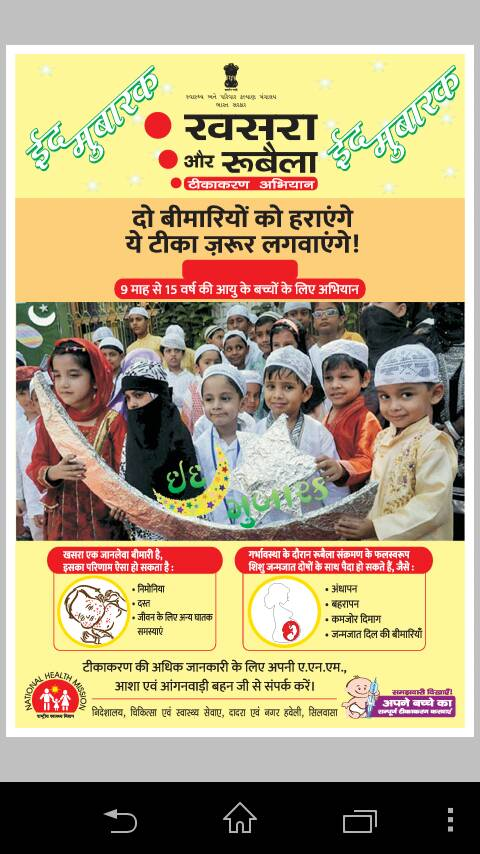 ईद मुबारक
ईद मुबारक
स्वास्थ्य अने परिवार कल्याण मंत्रालय
भारत सरकार
खसरा
और रूबैला
टीकाकरण अभियान
दो बीमारियों को हराएंगे
ये टीका ज़रूर लगवाएंगे!
9 माह से 15 वर्ष की आयु के बच्चों के लिए अभियान
ઇદ
મુબારક
खसरा एक जानलेवा बीमारी है,
इसका परिणाम ऐसा हो सकता है :
• निमोनिया
• दस्त
• जीवन के लिए अन्य घातक
समस्याएं
गर्भावस्था के दौरान रूबैला संक्रमण के फलस्वरूप
शिशु जन्मजात दोषों के साथ पैदा हो सकते हैं, जैसे :
• अंधापन
• बहरापन
• कमजोर दिमाग
• जन्मजात दिल की बीमारियाँ
टीकाकरण की अधिक जानकारी के लिए अपनी ए.एन.एम.,
आशा एवं आंगनवाड़ी बहन जी से संपर्क करें।
NATIONAL HEALTH MISSION
राष्ट्रीय स्वास्थ्य मिशन
निदेशालय, चिकित्सा एवं स्वास्थ्य सेवाए, दादरा एवं नगर हवेली, सिलवासा
समझदारी दिखाएँ!
अपने बच्चे का
सम्पूर्ण टीकाकरण करवाएं